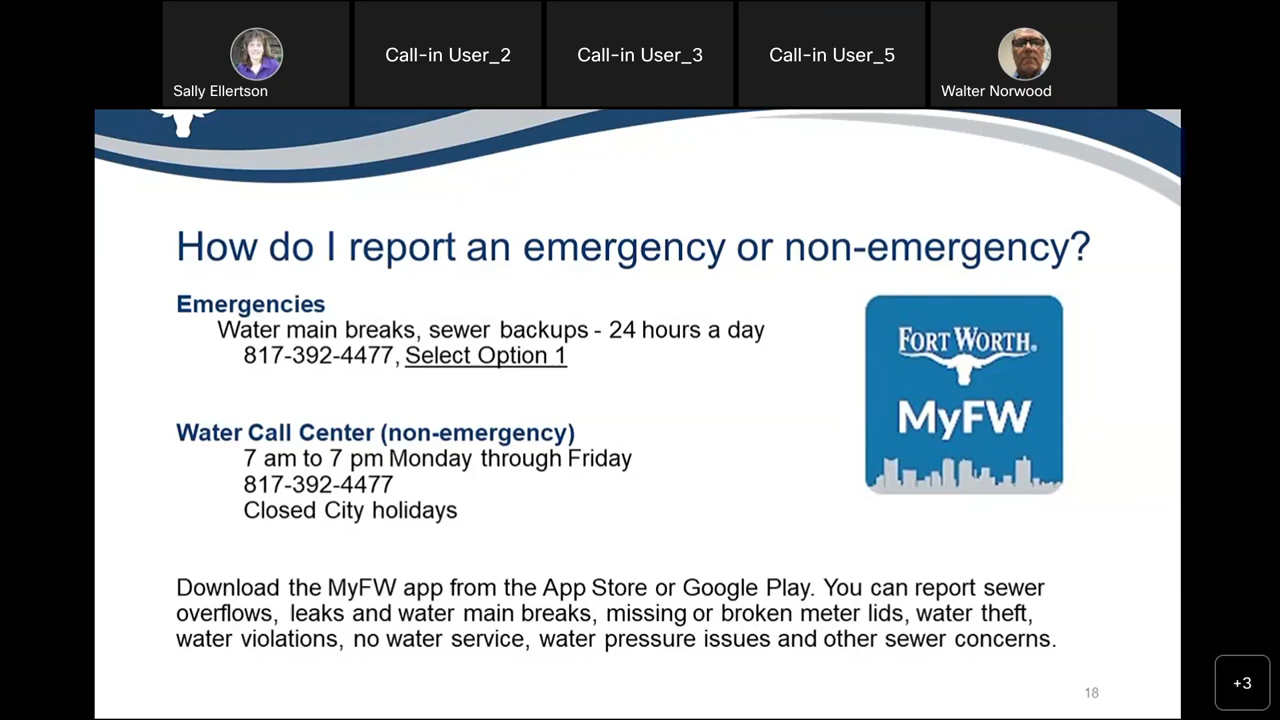 Call-in User_2
Call-in User_3
Call-in User_5
Sally Ellertson
Walter Norwood
How do I report an emergency or non-emergency?
Emergencies
Water main breaks, sewer backups - 24 hours a day
817-392-4477, Select Option 1
FORT WORTH®
MyFW
Water Call Center (non-emergency)
7 am to 7 pm Monday through Friday
817-392-4477
Closed City holidays
Download the MyFW app from the App Store or Google Play. You can report sewer
overflows, leaks and water main breaks, missing or broken meter lids, water theft,
water violations, no water service, water pressure issues and other sewer concerns.
18
+3